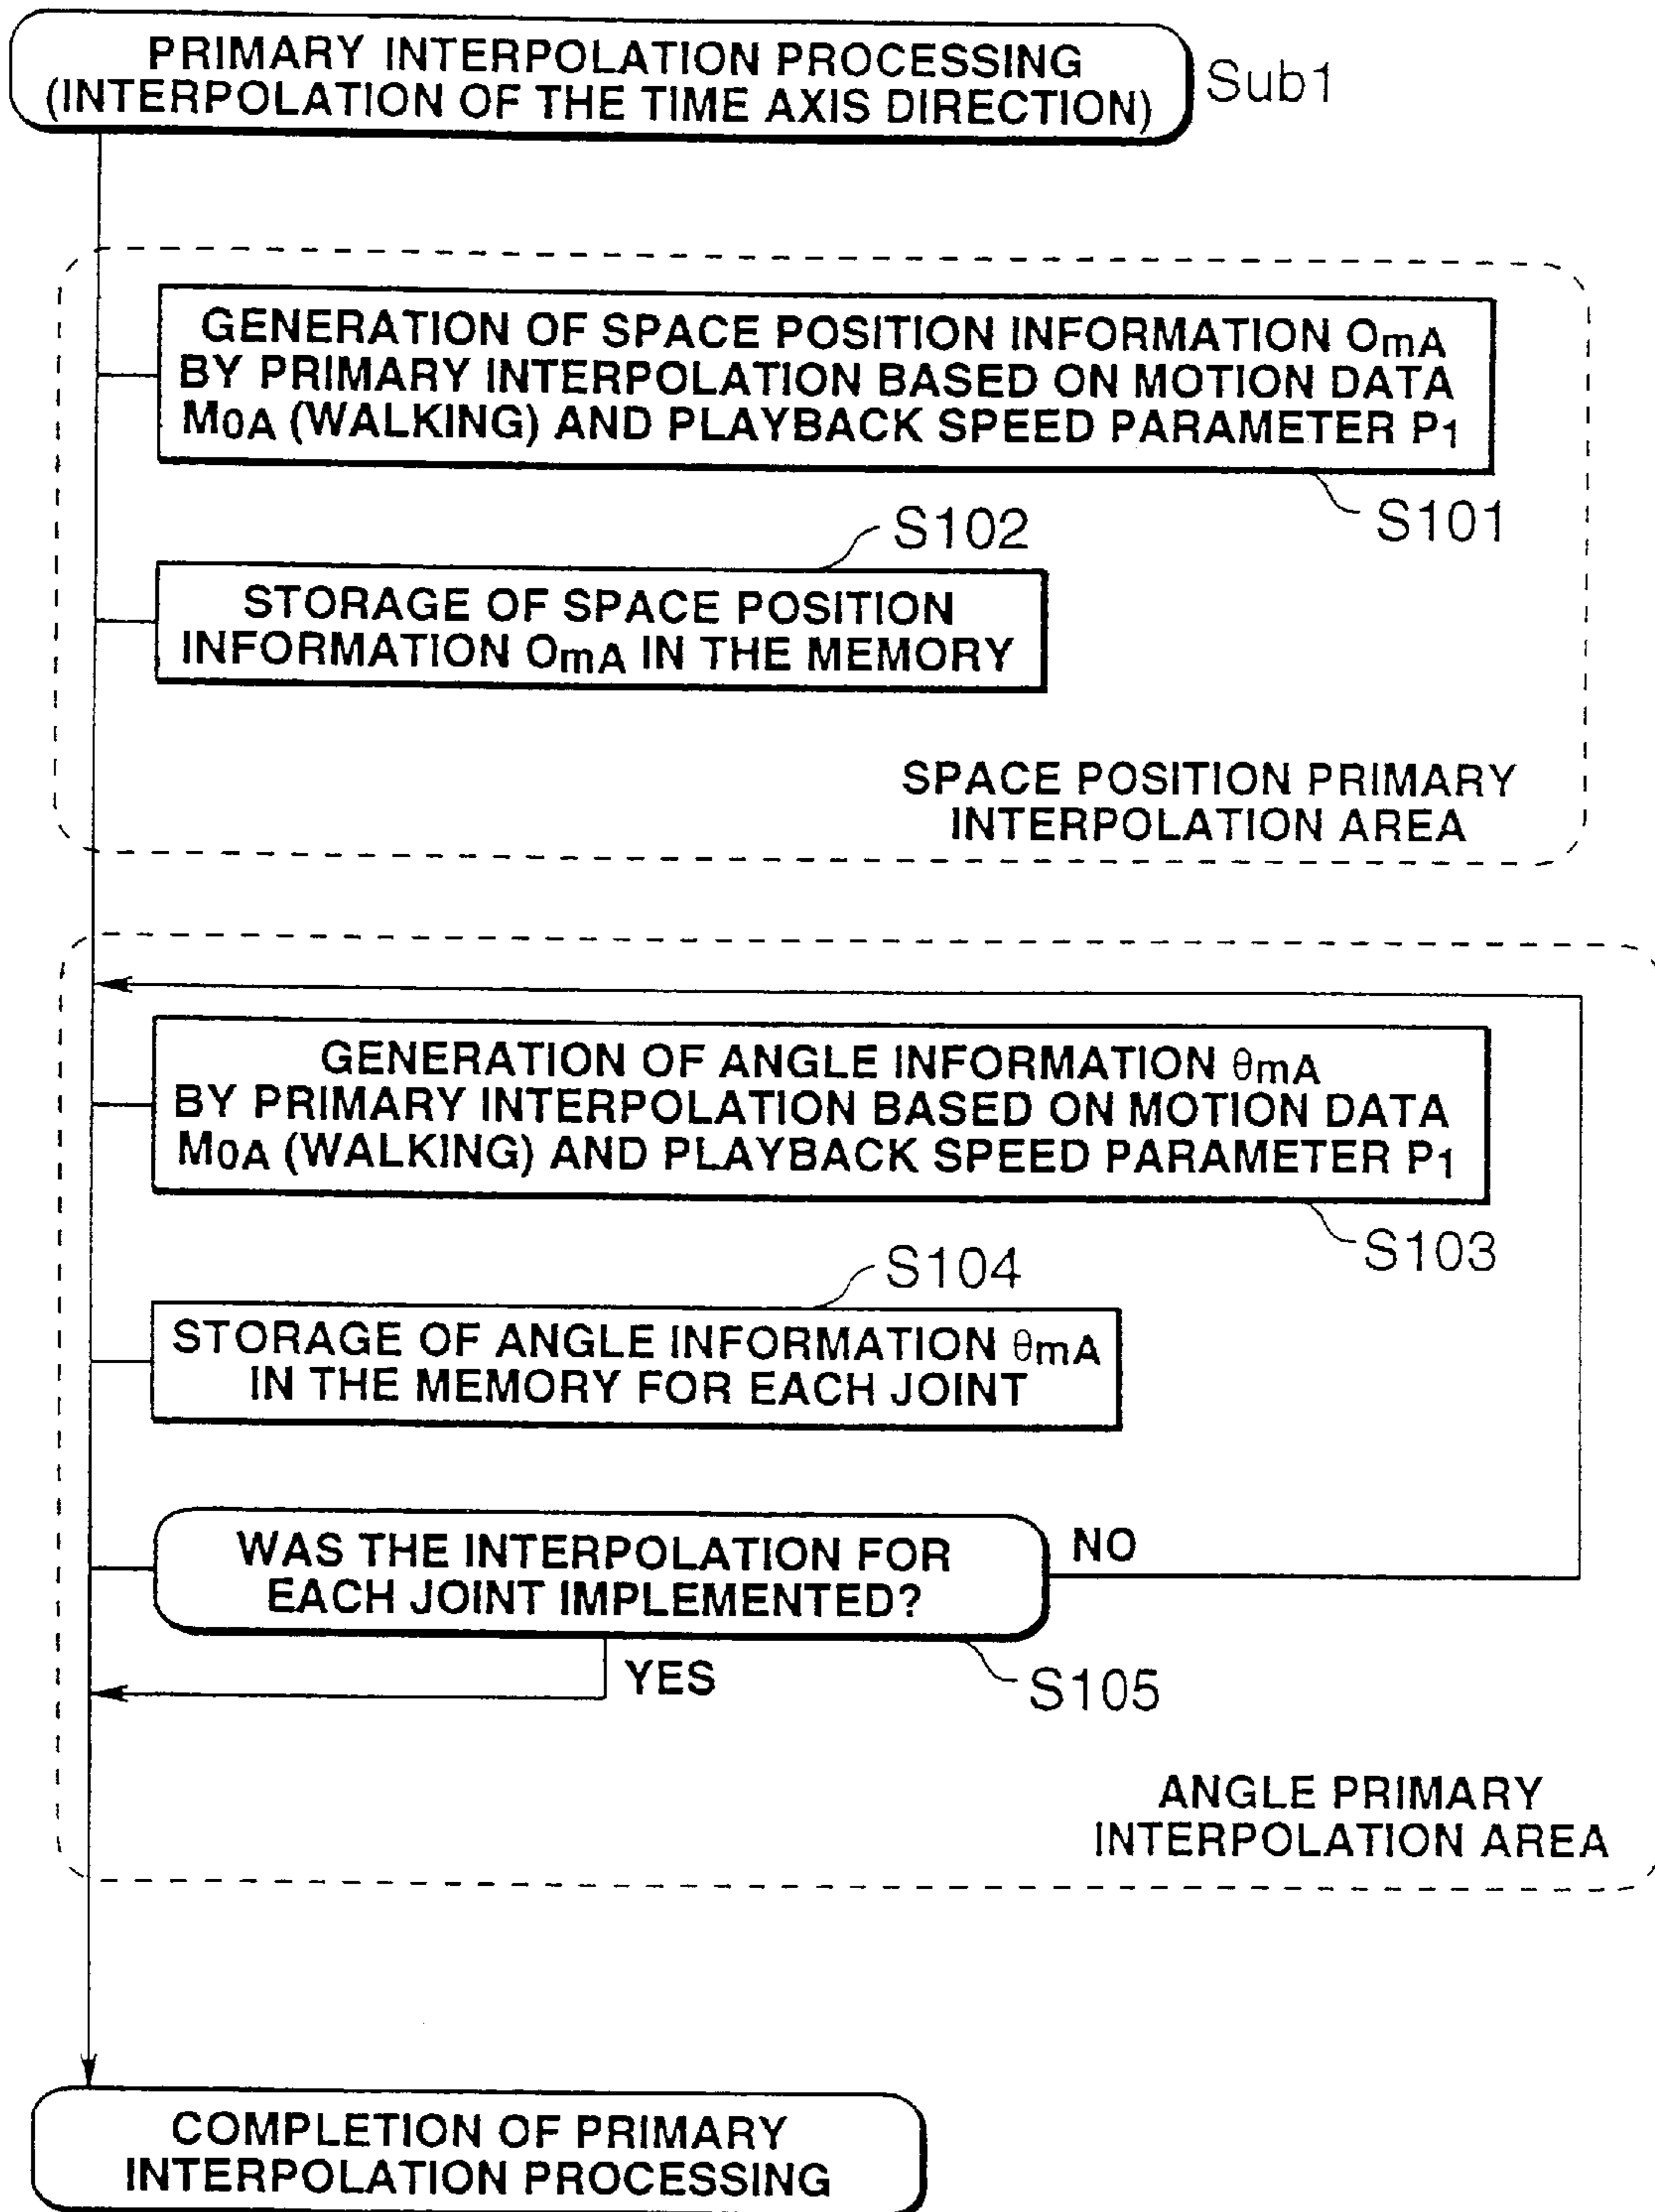 PRIMARY INTERPOLATION PROCESSING
(INTERPOLATION OF THE TIME AXIS DIRECTION)
Sub1
GENERATION OF SPACE POSITION INFORMATION OmA
BY PRIMARY INTERPOLATION BASED ON MOTION DATA
M0A (WALKING) AND PLAYBACK SPEED PARAMETER P1
S101
S102
STORAGE OF SPACE POSITION
INFORMATION OmA IN THE MEMORY
SPACE POSITION PRIMARY
INTERPOLATION AREA
GENERATION OF ANGLE INFORMATION θmA
BY PRIMARY INTERPOLATION BASED ON MOTION DATA
M0A (WALKING) AND PLAYBACK SPEED PARAMETER P1
S103
S104
STORAGE OF ANGLE INFORMATION θmA
IN THE MEMORY FOR EACH JOINT
WAS THE INTERPOLATION FOR
EACH JOINT IMPLEMENTED?
NO
YES
S105
ANGLE PRIMARY
INTERPOLATION AREA
COMPLETION OF PRIMARY
INTERPOLATION PROCESSING